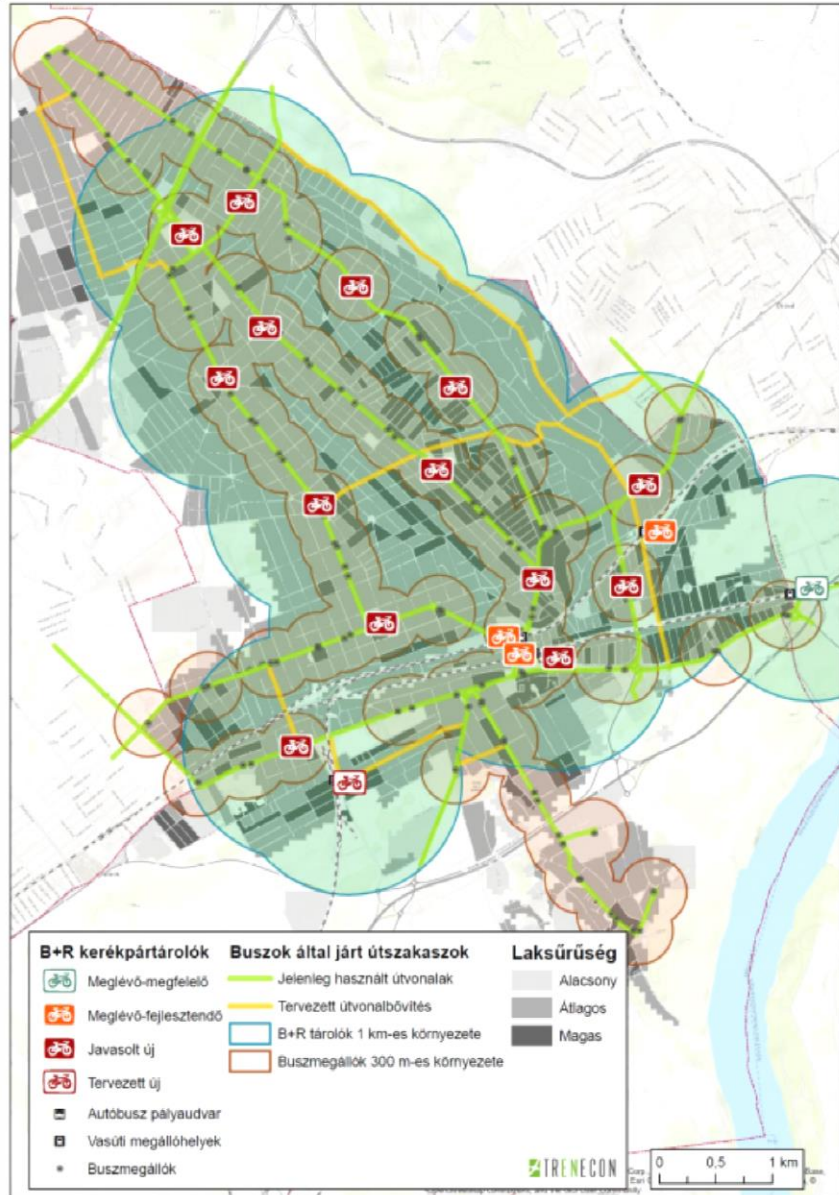 B+R kerékpártárolók
Meglévő-megfelelő
Meglévő-fejlesztendő
Javasolt új
Tervezett új
Autóbusz pályaudvar
Vasúti megállóhelyek
Buszmegállók
Buszok által járt útszakaszok
Jelenleg használt útvonalak
Tervezett útvonalbővítés
B+R tárolók 1 km-es környezete
Buszmegállók 300 m-es környezete
Laksűrűség
Alacsony
Átlagos
Magas
TRENECON
0 0,5 1 km